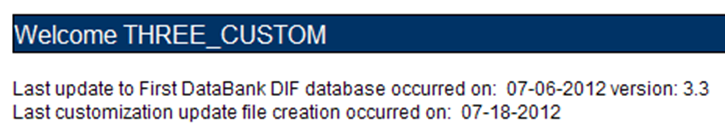 Welcome THREE_CUSTOM
Last update to First DataBank DIF database occurred on: 07-06-2012 version: 3.3
Last customization update file creation occurred on: 07-18-2012